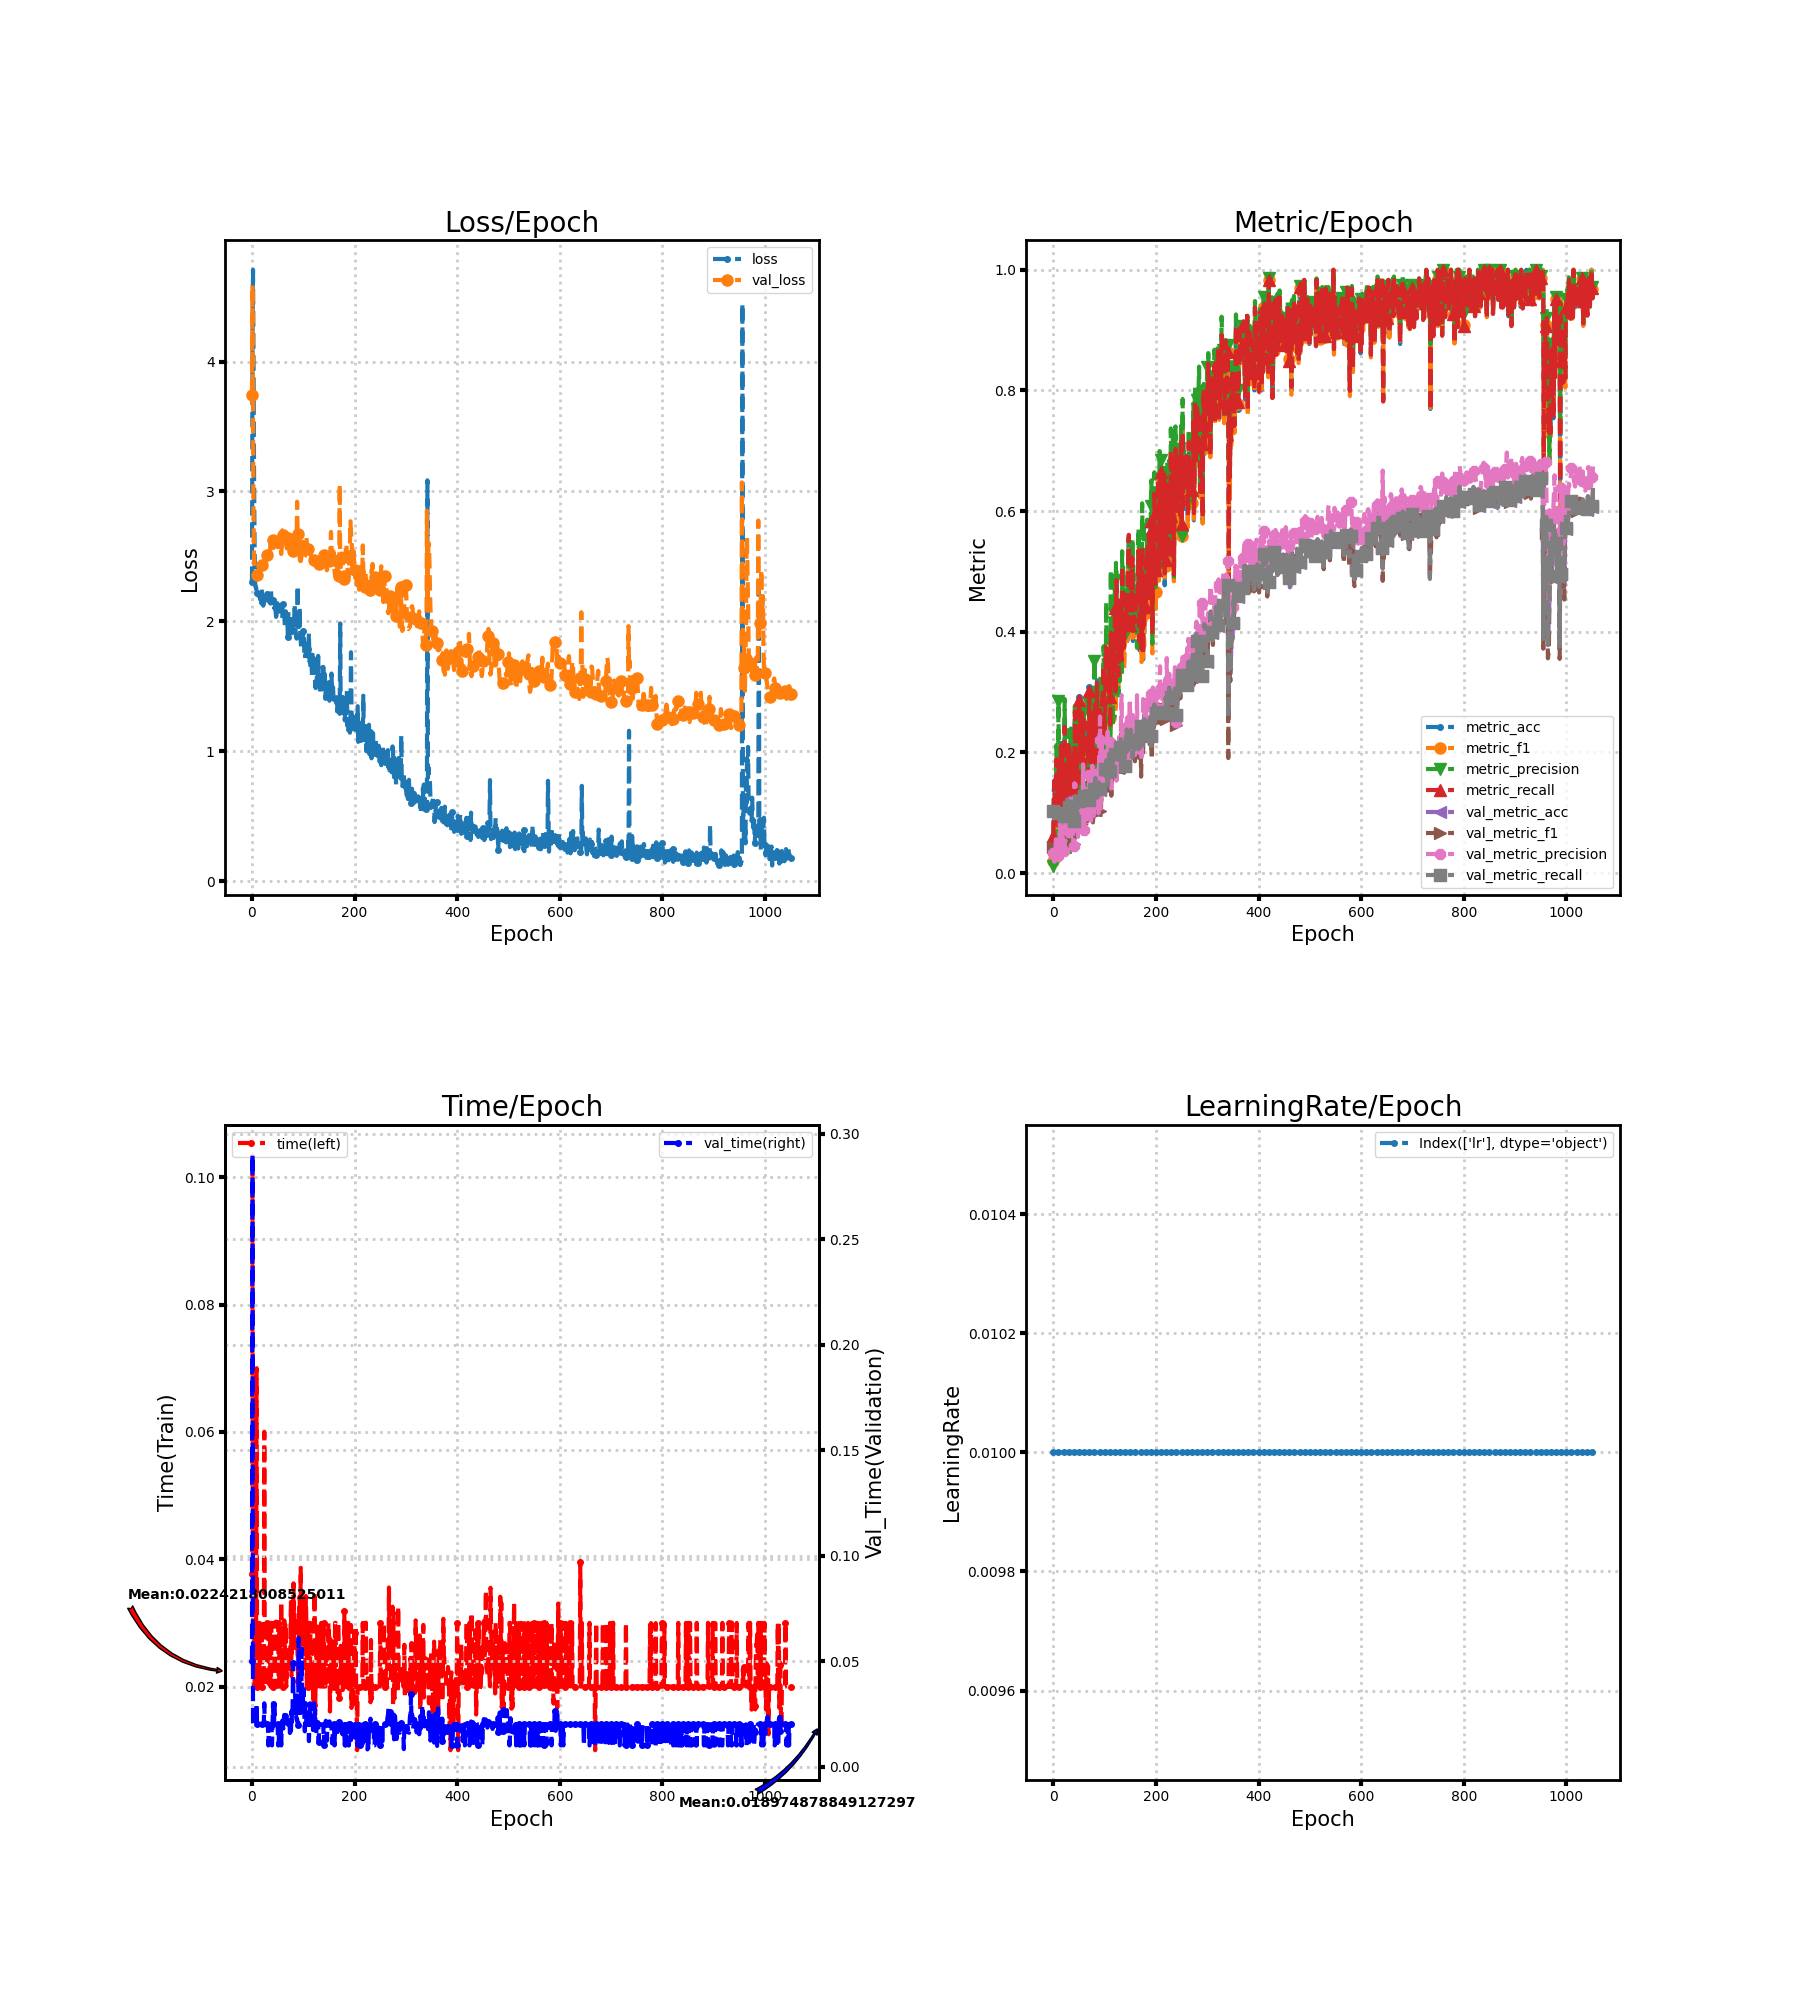 Loss/Epoch
Loss
4
3
2
1
0
loss
val_loss
0 200 400 600 800 1000
Epoch
Metric/Epoch
Metric
1.0
0.8
0.6
0.4
0.2
0.0
metric_acc
metric_f1
metric_precision
metric_recall
val_metric_acc
val_metric_f1
val_metric_precision
val_metric_recall
0 200 400 600 800 1000
Epoch
Time/Epoch
Time(Train)
0.10
0.08
0.06
0.04
0.02
time(left)
val_time(right)
0.30
0.25
0.20
0.15
0.10
0.05
0.00
Val_Time(Validation)
Mean:0.0224218008525011
Mean:0.018974878849127297
0 200 400 600 800 1000
Epoch
LearningRate/Epoch
LearningRate
0.0104
0.0102
0.0100
0.0098
0.0096
Index(['lr'], dtype='object')
0 200 400 600 800 1000
Epoch